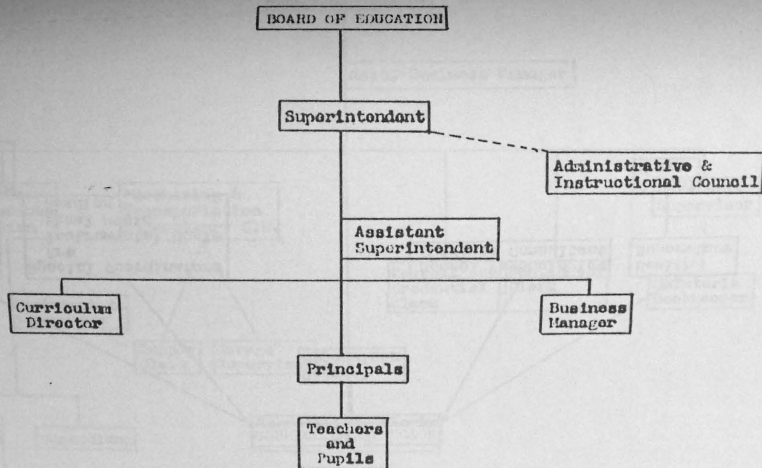 BOARD OF EDUCATION
Superintendent
Administrative &
Instructional Council
Assistant
Superintendent
Curriculum
Director
Business
Manager
Principals
Teachers
and
Pupils